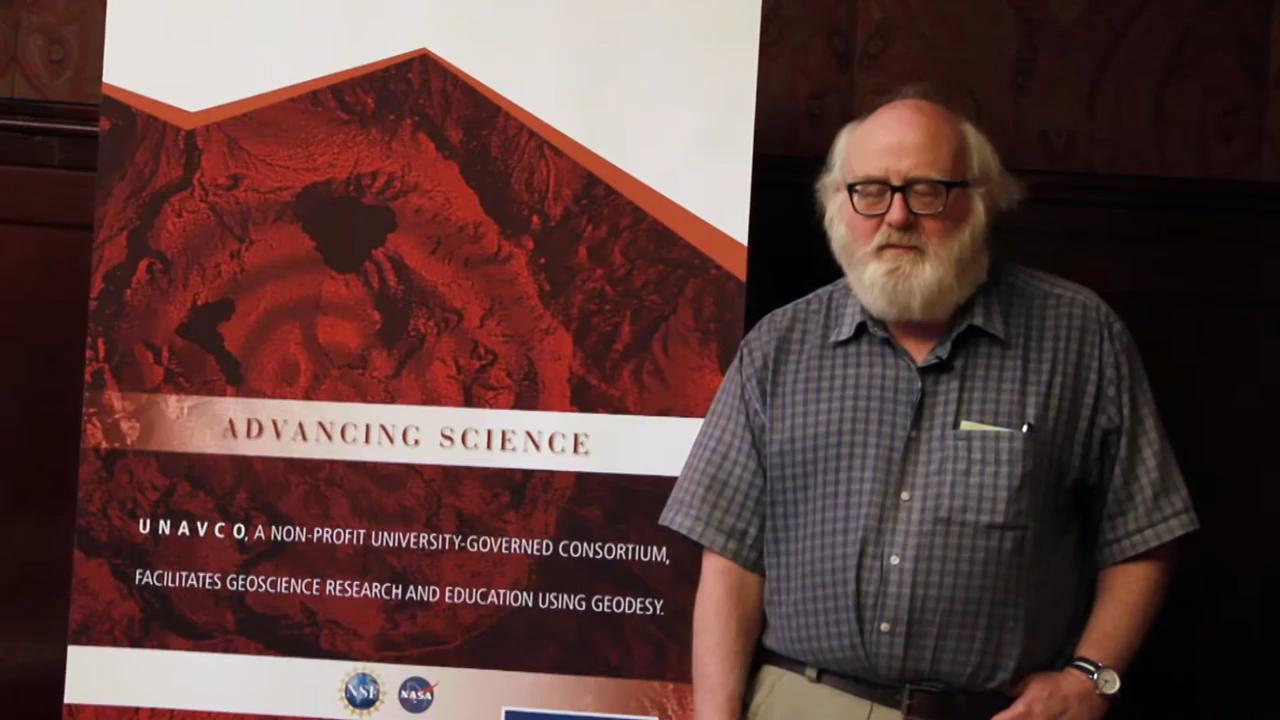 ADVANCING SCIENCE
UNAVCO, A NON-PROFIT UNIVERSITY-GOVERNED CONSORTIUM,
FACILITATES GEOSCIENCE RESEARCH AND EDUCATION USING GEODESY.
NSF NASA